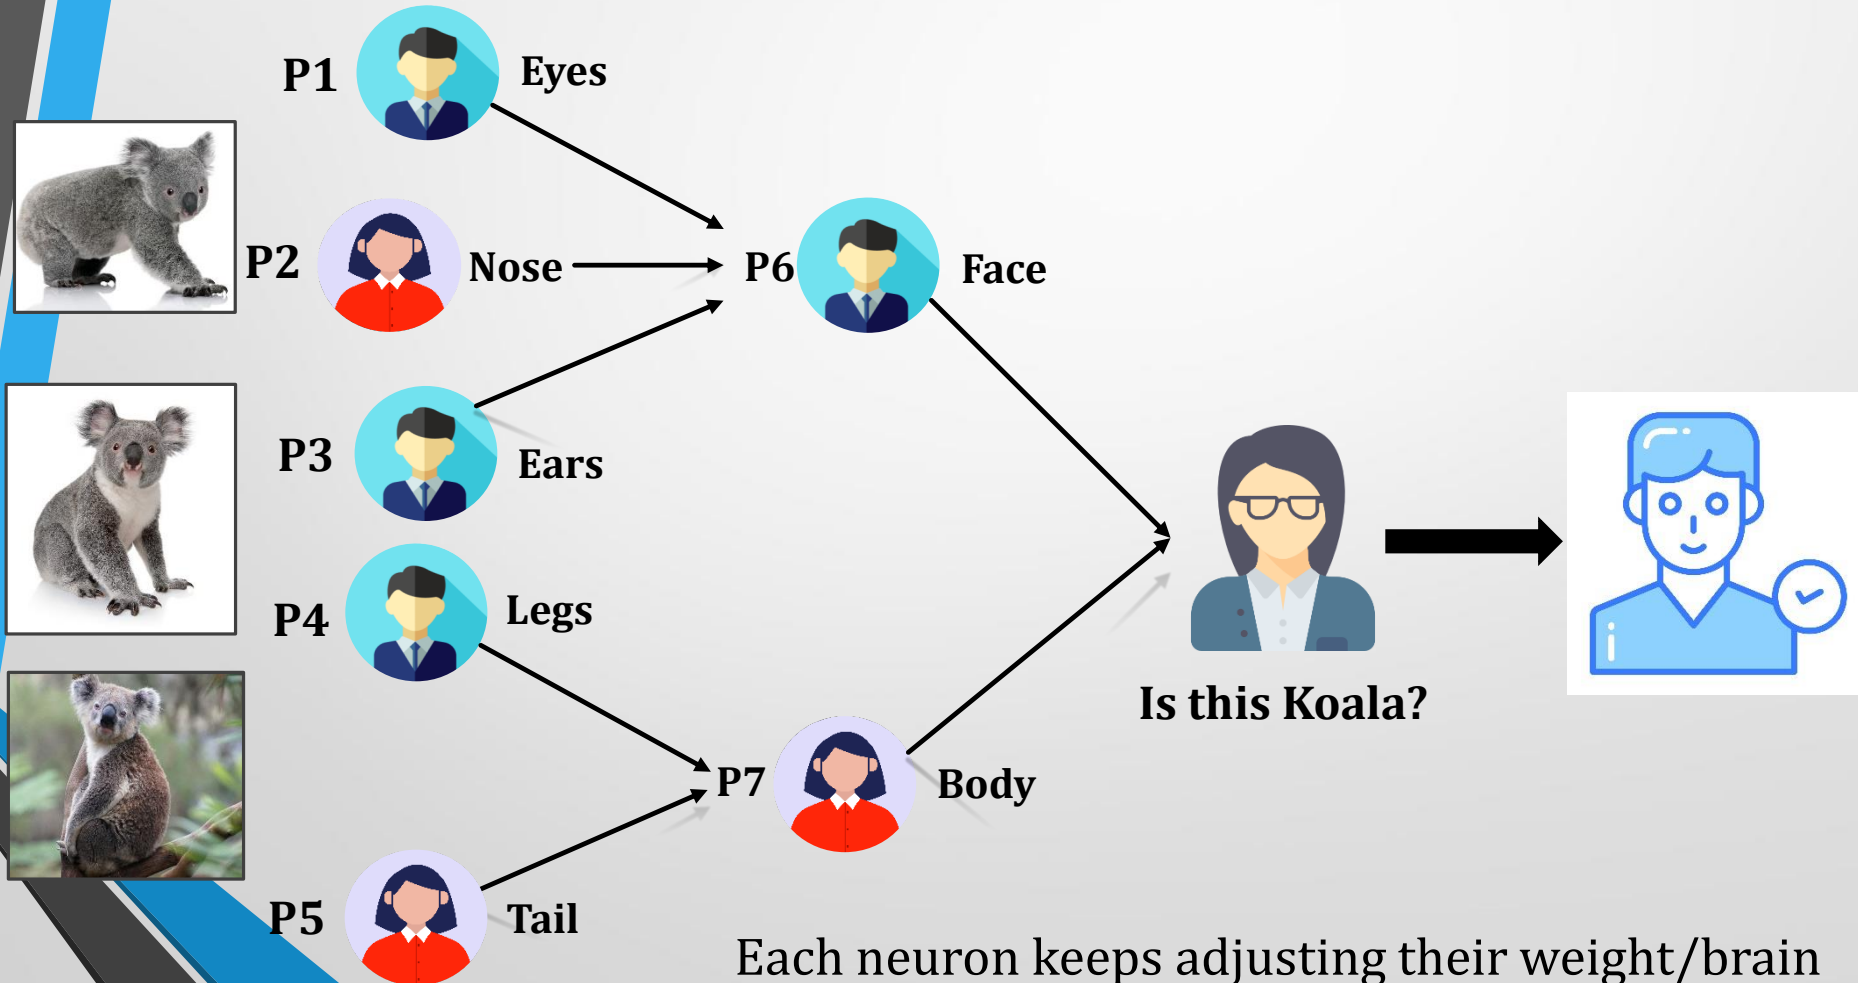 P1
Eyes
P2
Nose
P6
Face
P3
Ears
P4
Legs
Is this Koala?
P7
Body
P5
Tail
Each neuron keeps adjusting their weight/brain